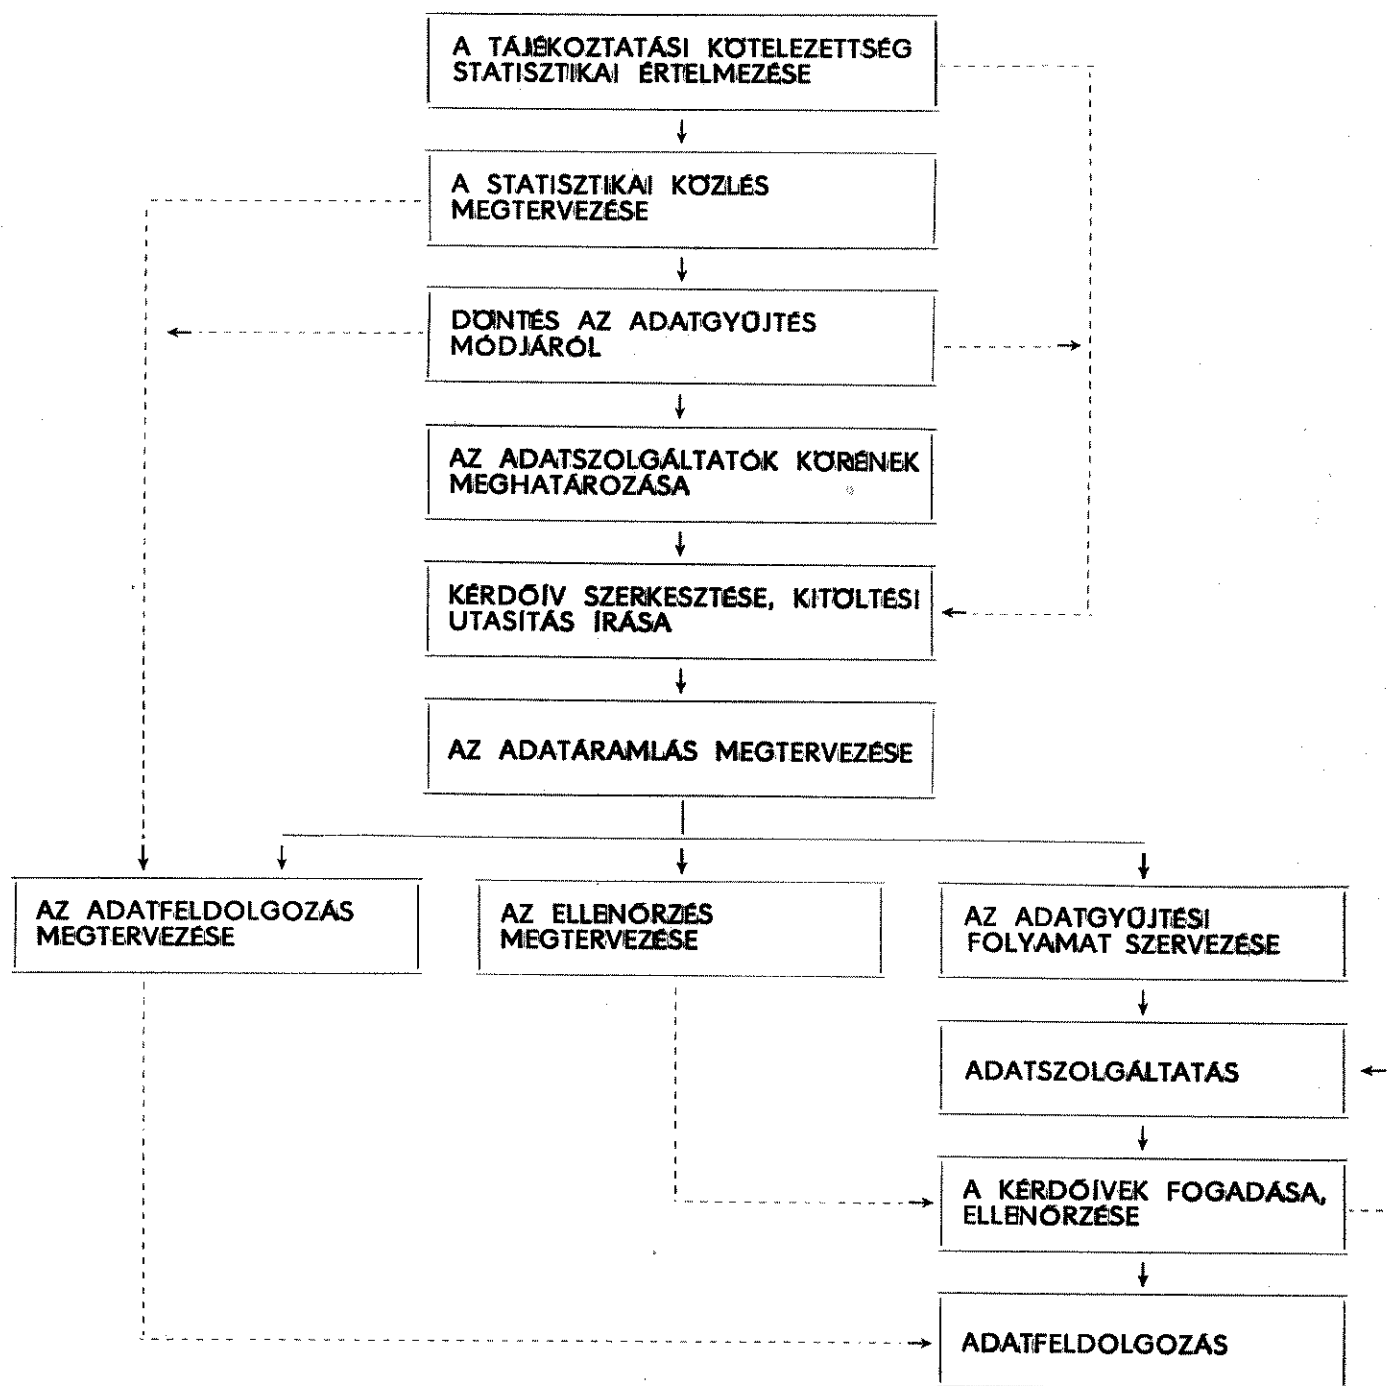 A TÁJÉKOZTATÁSI KÖTELEZETTSÉG
STATISZTIKAI ÉRTELMEZÉSE
A STATISZTIKAI KÖZLÉS
MEGTERVEZÉSE
DÖNTÉS AZ ADATGYŰJTÉS
MÓDJÁRÓL
AZ ADATSZOLGÁLTATÓK KÖRÉNEK
MEGHATÁROZÁSA
KÉRDŐÍV SZERKESZTÉSE, KITÖLTÉSI
UTASÍTÁS ÍRÁSA
AZ ADATÁRAMLÁS MEGTERVEZÉSE
AZ ADATFELDOLGOZÁS
MEGTERVEZÉSE
AZ ELLENŐRZÉS
MEGTERVEZÉSE
AZ ADATGYŰJTÉSI
FOLYAMAT SZERVEZÉSE
ADATSZOLGÁLTATÁS
A KÉRDŐÍVEK FOGADÁSA,
ELLENŐRZÉSE
ADATFELDOLGOZÁS